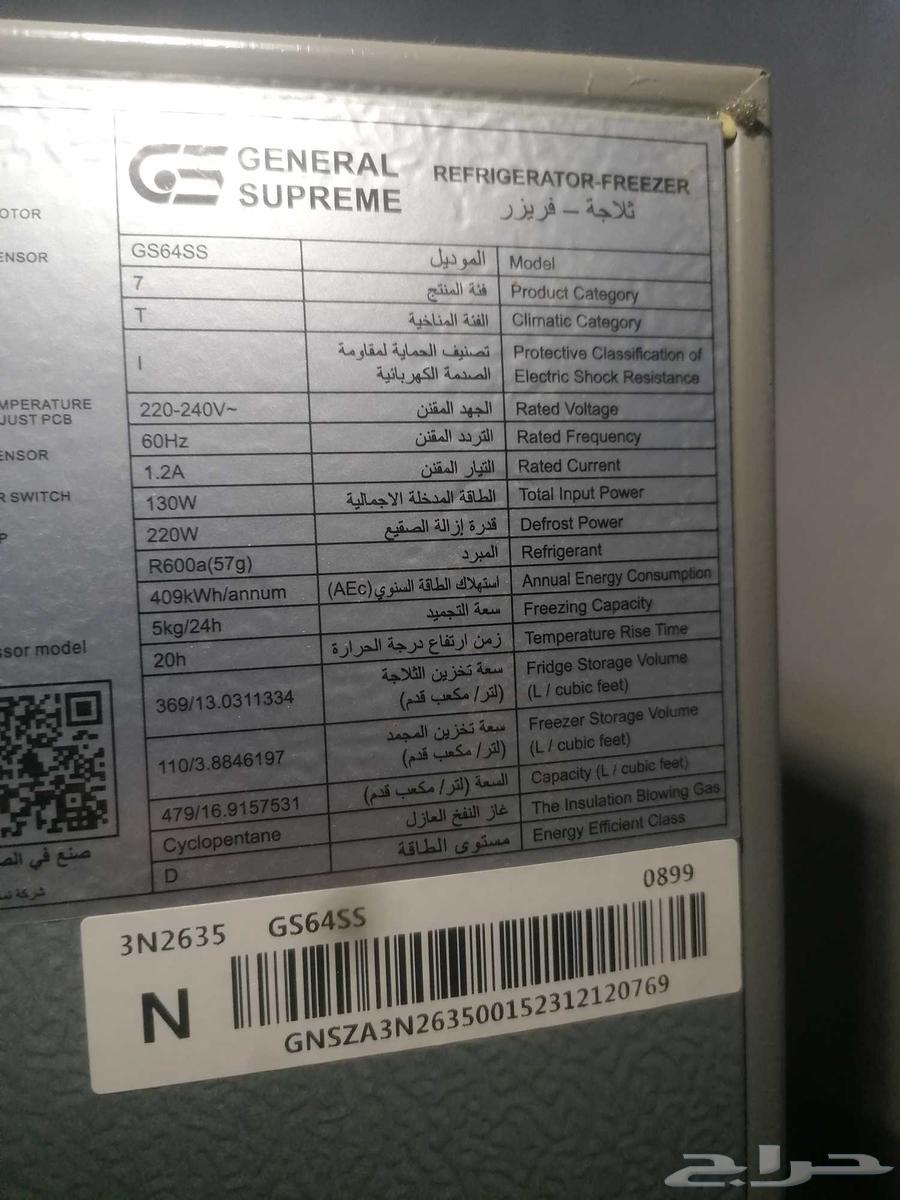 OTOR
ENSOR
MPERATURE
JUST PCB
ENSOR
R SWITCH
P
ssor model
صنع في الص
GENERAL
SUPREME
REFRIGERATOR-FREEZER
ثلاجة – فريزر
GS64SS الموديل Model
7 فئة المنتج Product Category
T الفئة المناخية Climatic Category
I تصنيف الحماية لمقاومة الصدمة الكهربائية Protective Classification of Electric Shock Resistance
220-240V~ الجهد المقنن Rated Voltage
60Hz التردد المقنن Rated Frequency
1.2A التيار المقنن Rated Current
130W الطاقة المدخلة الاجمالية Total Input Power
220W قدرة إزالة الصقيع Defrost Power
R600a(57g) المبرد Refrigerant
409kWh/annum استهلاك الطاقة السنوي(AEc) Annual Energy Consumption
5kg/24h سعة التجميد Freezing Capacity
20h زمن ارتفاع درجة الحرارة Temperature Rise Time
369/13.0311334 سعة تخزين الثلاجة (لتر/ مكعب قدم) Fridge Storage Volume (L / cubic feet)
110/3.8846197 سعة تخزين المجمد (لتر/ مكعب قدم) Freezer Storage Volume (L / cubic feet)
479/16.9157531 السعة (لتر/ مكعب قدم) Capacity (L / cubic feet)
Cyclopentane غاز النفخ العازل The Insulation Blowing Gas
D مستوى الطاقة Energy Efficient Class
3N2635 GS64SS 0899
N
GNSZA3N263500152312120769
حراج